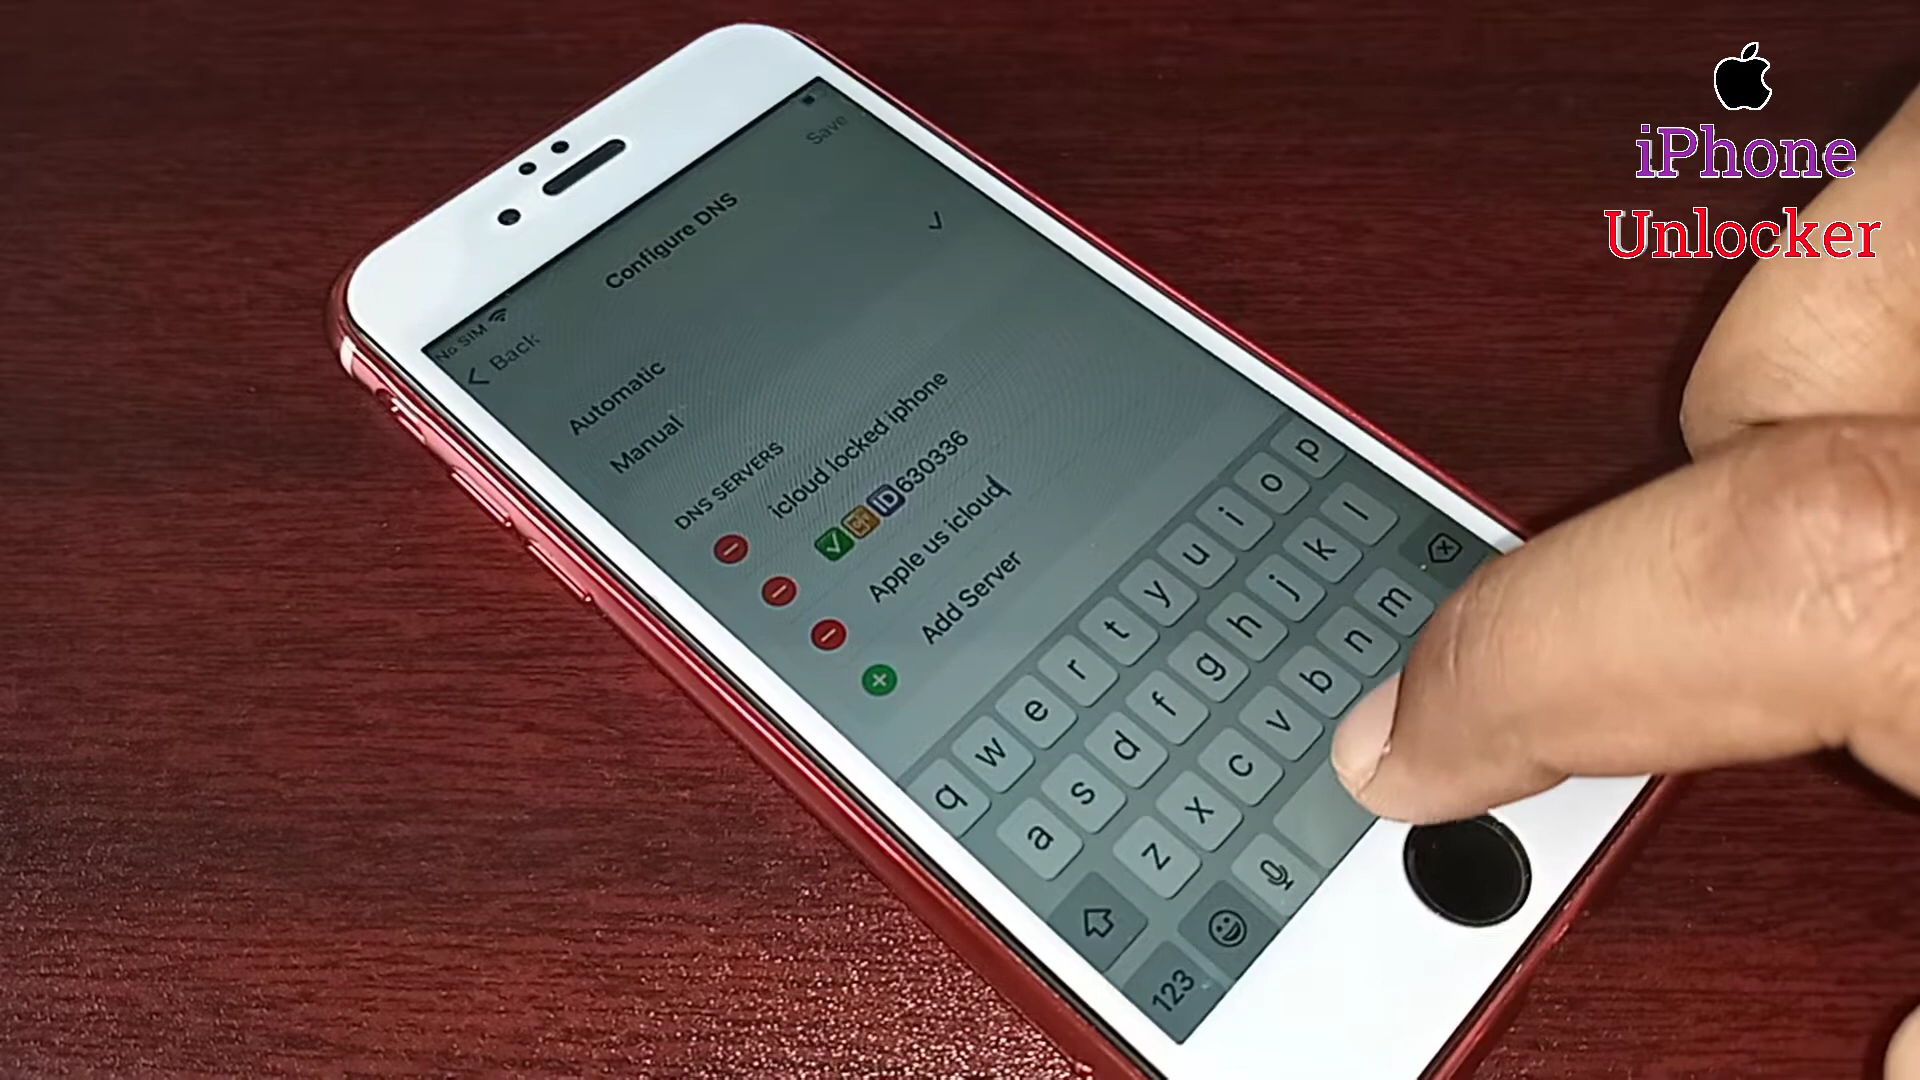 iPhone
Unlocker
No SIM
Back
Configure DNS
Save
Automatic
Manual
DNS SERVERS
icloud locked iphone
✅🈺🆔630336
Apple us icloud
Add Server
q w e r t y u i o p
a s d f g h j k l
z x c v b n m
123